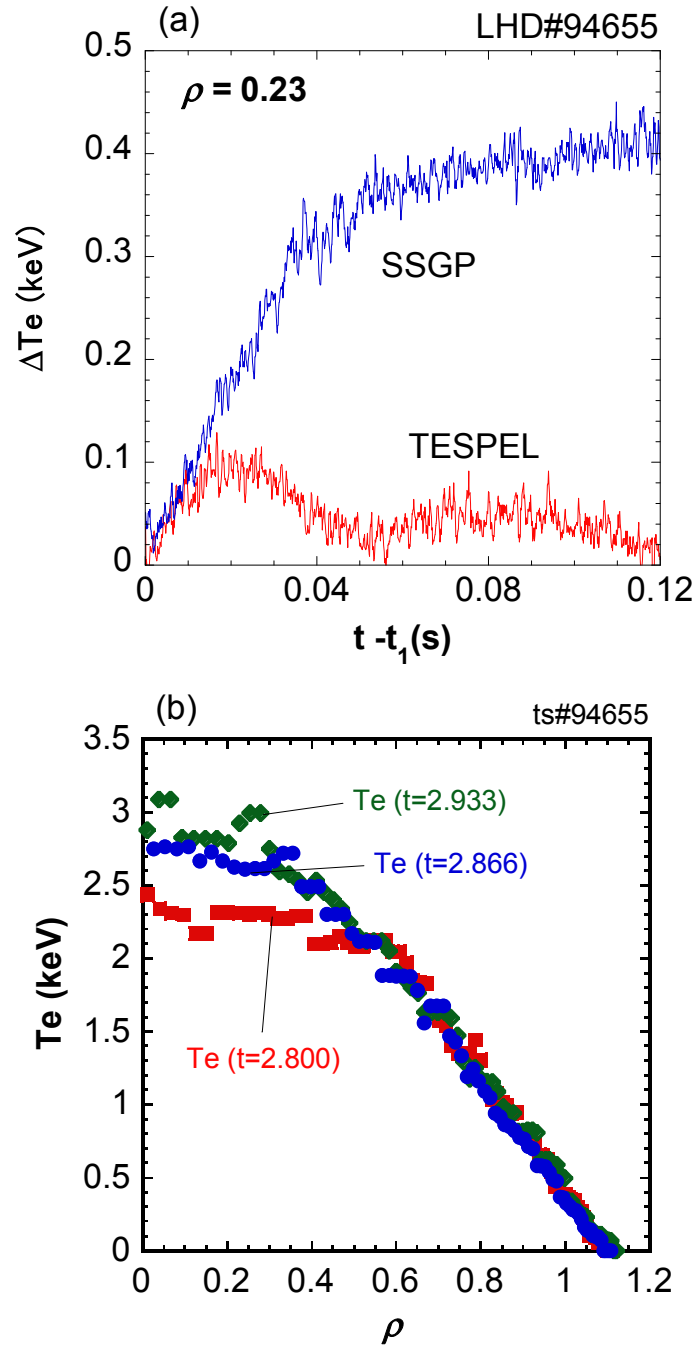 (a)
LHD#94655
ρ = 0.23
0.5
0.4
0.3
0.2
0.1
0
ΔTe (keV)
SSGP
TESPEL
0
0.04
0.08
0.12
t -t₁(s)
(b)
ts#94655
3.5
3
2.5
2
1.5
1
0.5
0
Te (keV)
Te (t=2.933)
Te (t=2.866)
Te (t=2.800)
0
0.2
0.4
0.6
0.8
1
1.2
ρ